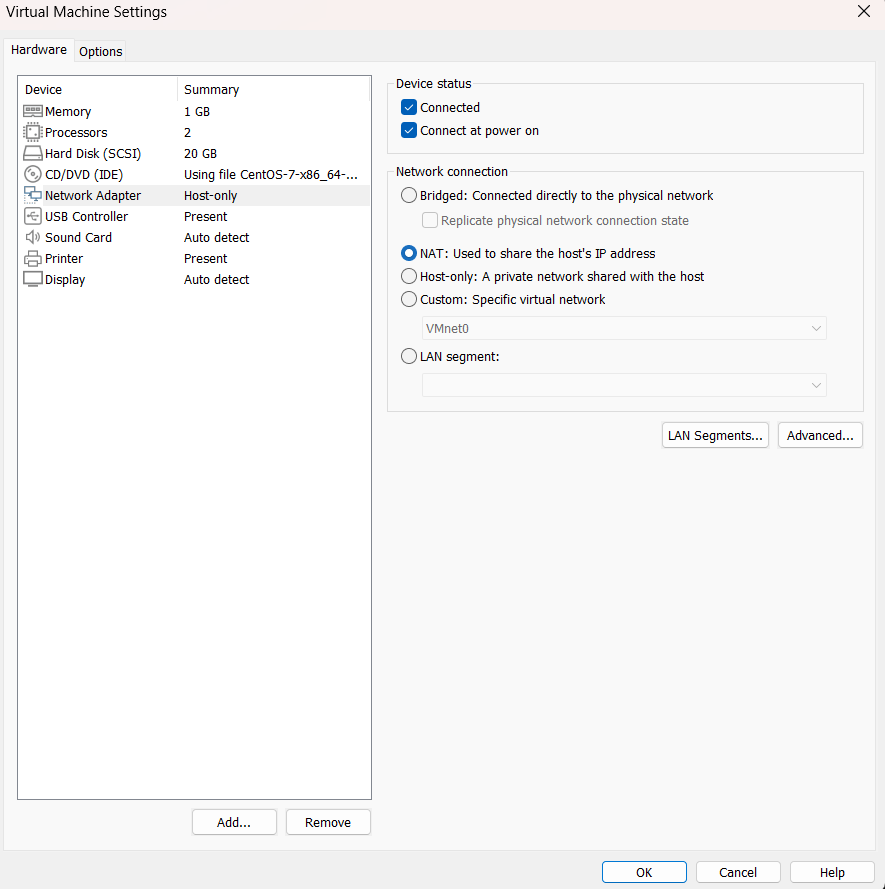 Virtual Machine Settings
Hardware
Options
Device Summary
Memory 1 GB
Processors 2
Hard Disk (SCSI) 20 GB
CD/DVD (IDE) Using file CentOS-7-x86_64-...
Network Adapter Host-only
USB Controller Present
Sound Card Auto detect
Printer Present
Display Auto detect
Add...
Remove
Device status
Connected
Connect at power on
Network connection
Bridged: Connected directly to the physical network
Replicate physical network connection state
NAT: Used to share the host's IP address
Host-only: A private network shared with the host
Custom: Specific virtual network
VMnet0
LAN segment:
LAN Segments...
Advanced...
OK
Cancel
Help